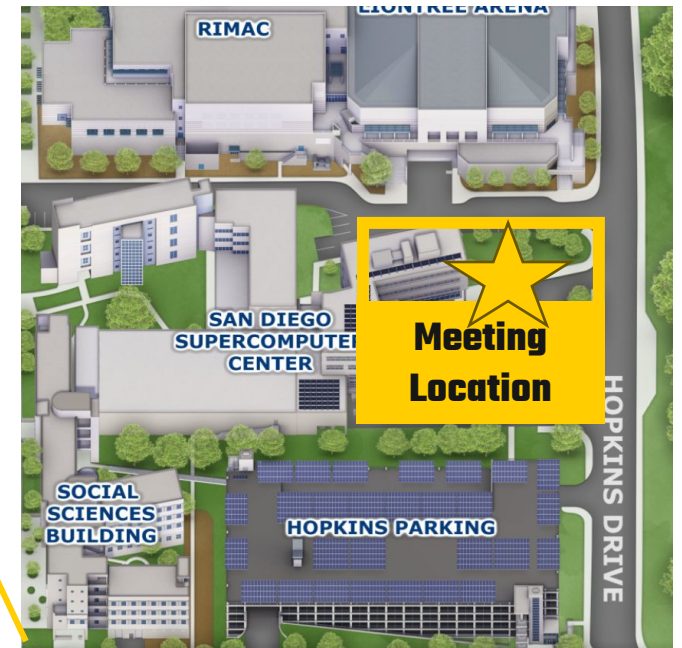 LIONTREE ARENA
RIMAC
SAN DIEGO
SUPERCOMPUTER
CENTER
Meeting
Location
HOPKINS DRIVE
SOCIAL
SCIENCES
BUILDING
HOPKINS PARKING